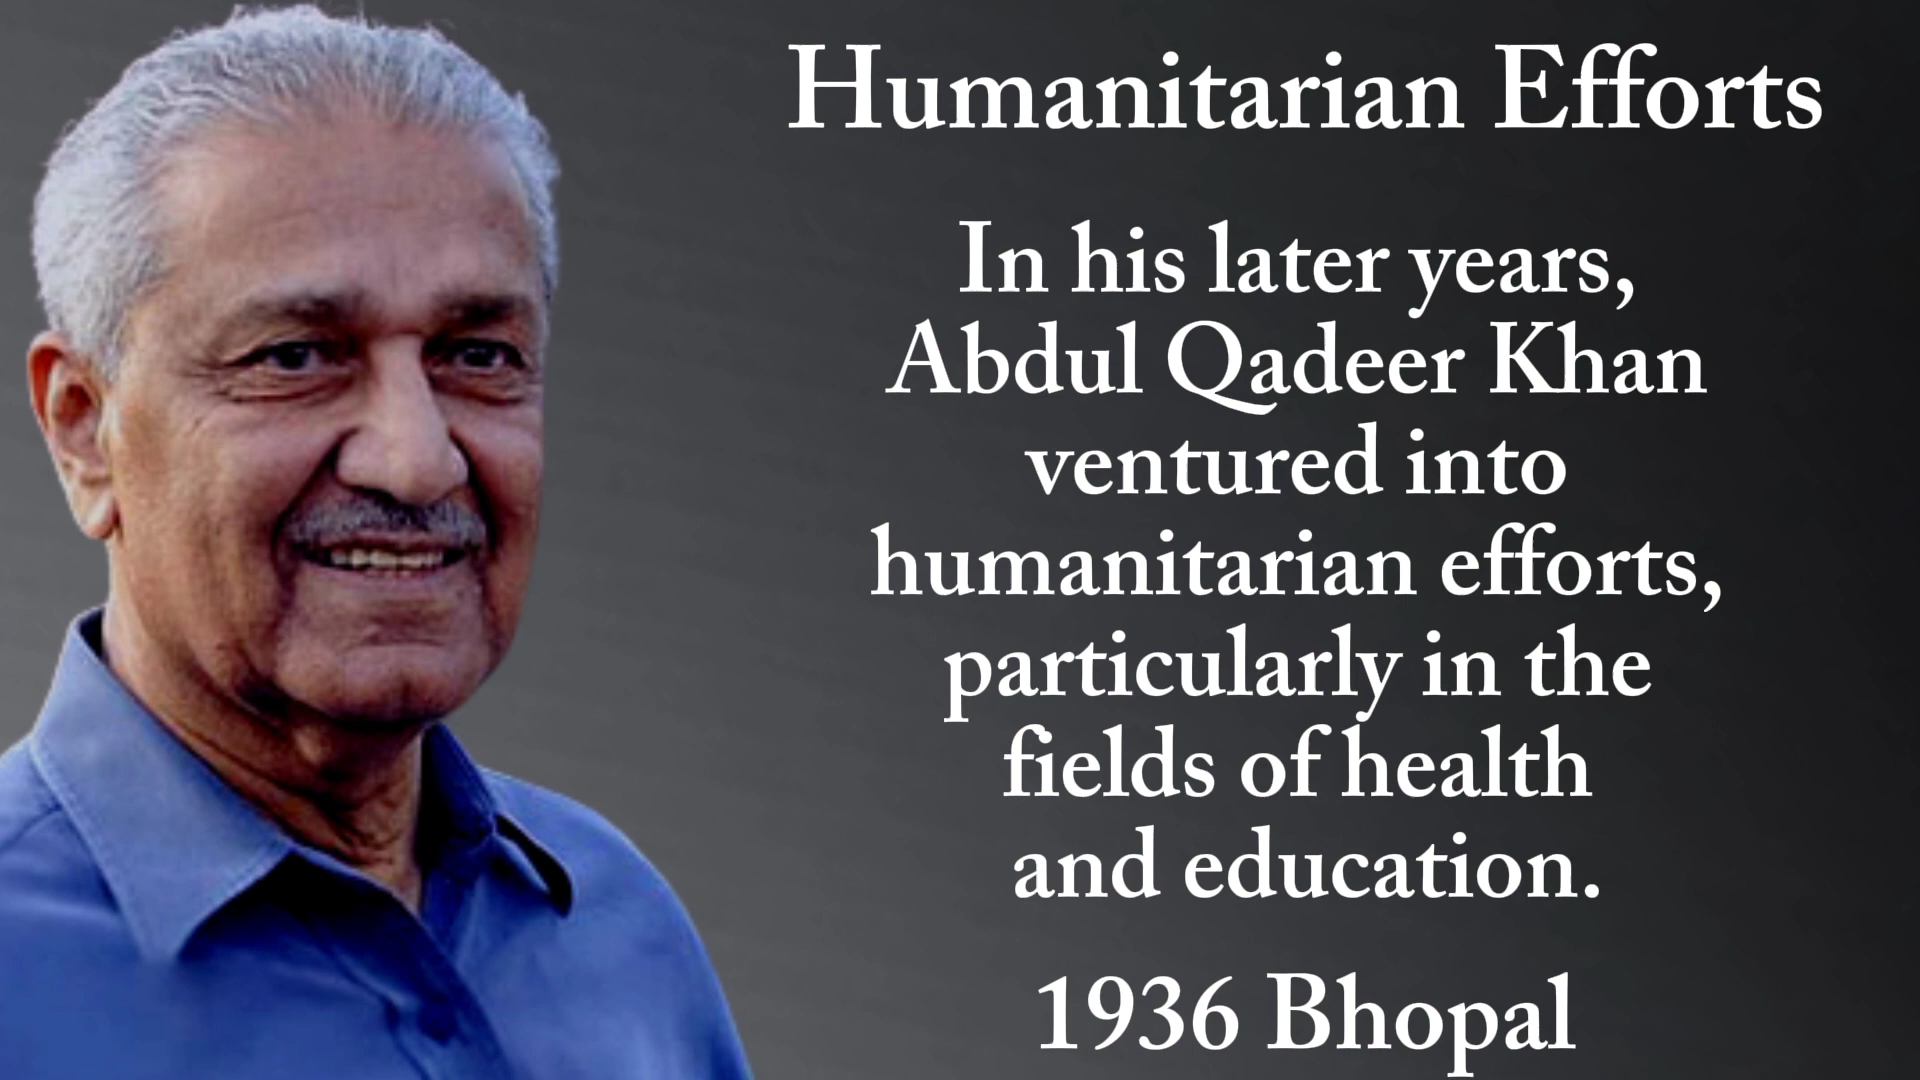 Humanitarian Efforts
In his later years,
Abdul Qadeer Khan
ventured into
humanitarian efforts,
particularly in the
fields of health
and education.
1936 Bhopal